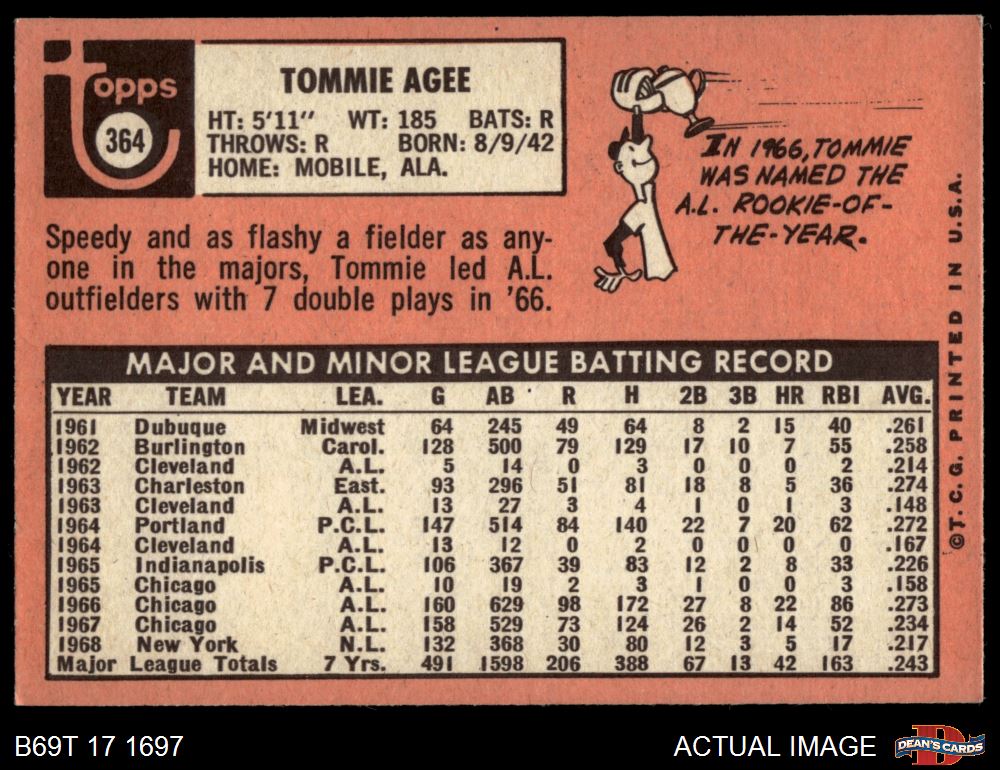 Topps
364
TOMMIE AGEE
HT: 5'11" WT: 185 BATS: R
THROWS: R BORN: 8/9/42
HOME: MOBILE, ALA.
IN 1966, TOMMIE
WAS NAMED THE
A.L. ROOKIE-OF-
THE-YEAR.
Speedy and as flashy a fielder as any-
one in the majors, Tommie led A.L.
outfielders with 7 double plays in '66.
MAJOR AND MINOR LEAGUE BATTING RECORD
YEAR TEAM LEA. G AB R H 2B 3B HR RBI AVG.
1961 Dubuque Midwest 64 245 49 64 8 2 15 40 .261
1962 Burlington Carol. 128 500 79 129 17 10 7 55 .258
1962 Cleveland A.L. 5 14 0 3 0 0 0 2 .214
1963 Charleston East. 93 296 51 81 18 8 5 36 .274
1963 Cleveland A.L. 13 27 3 4 1 0 1 3 .148
1964 Portland P.C.L. 147 514 84 140 22 7 20 62 .272
1964 Cleveland A.L. 13 12 0 2 0 0 0 0 .167
1965 Indianapolis P.C.L. 106 367 39 83 12 2 8 33 .226
1965 Chicago A.L. 10 19 2 3 1 0 0 3 .158
1966 Chicago A.L. 160 629 98 172 27 8 22 86 .273
1967 Chicago A.L. 158 529 73 124 26 2 14 52 .234
1968 New York N.L. 132 368 30 80 12 3 5 17 .217
Major League Totals 7 Yrs. 491 1598 206 388 67 13 42 163 .243
©T.C.G. PRINTED IN U.S.A.
B69T 17 1697
ACTUAL IMAGE
D
DEAN'S CARDS